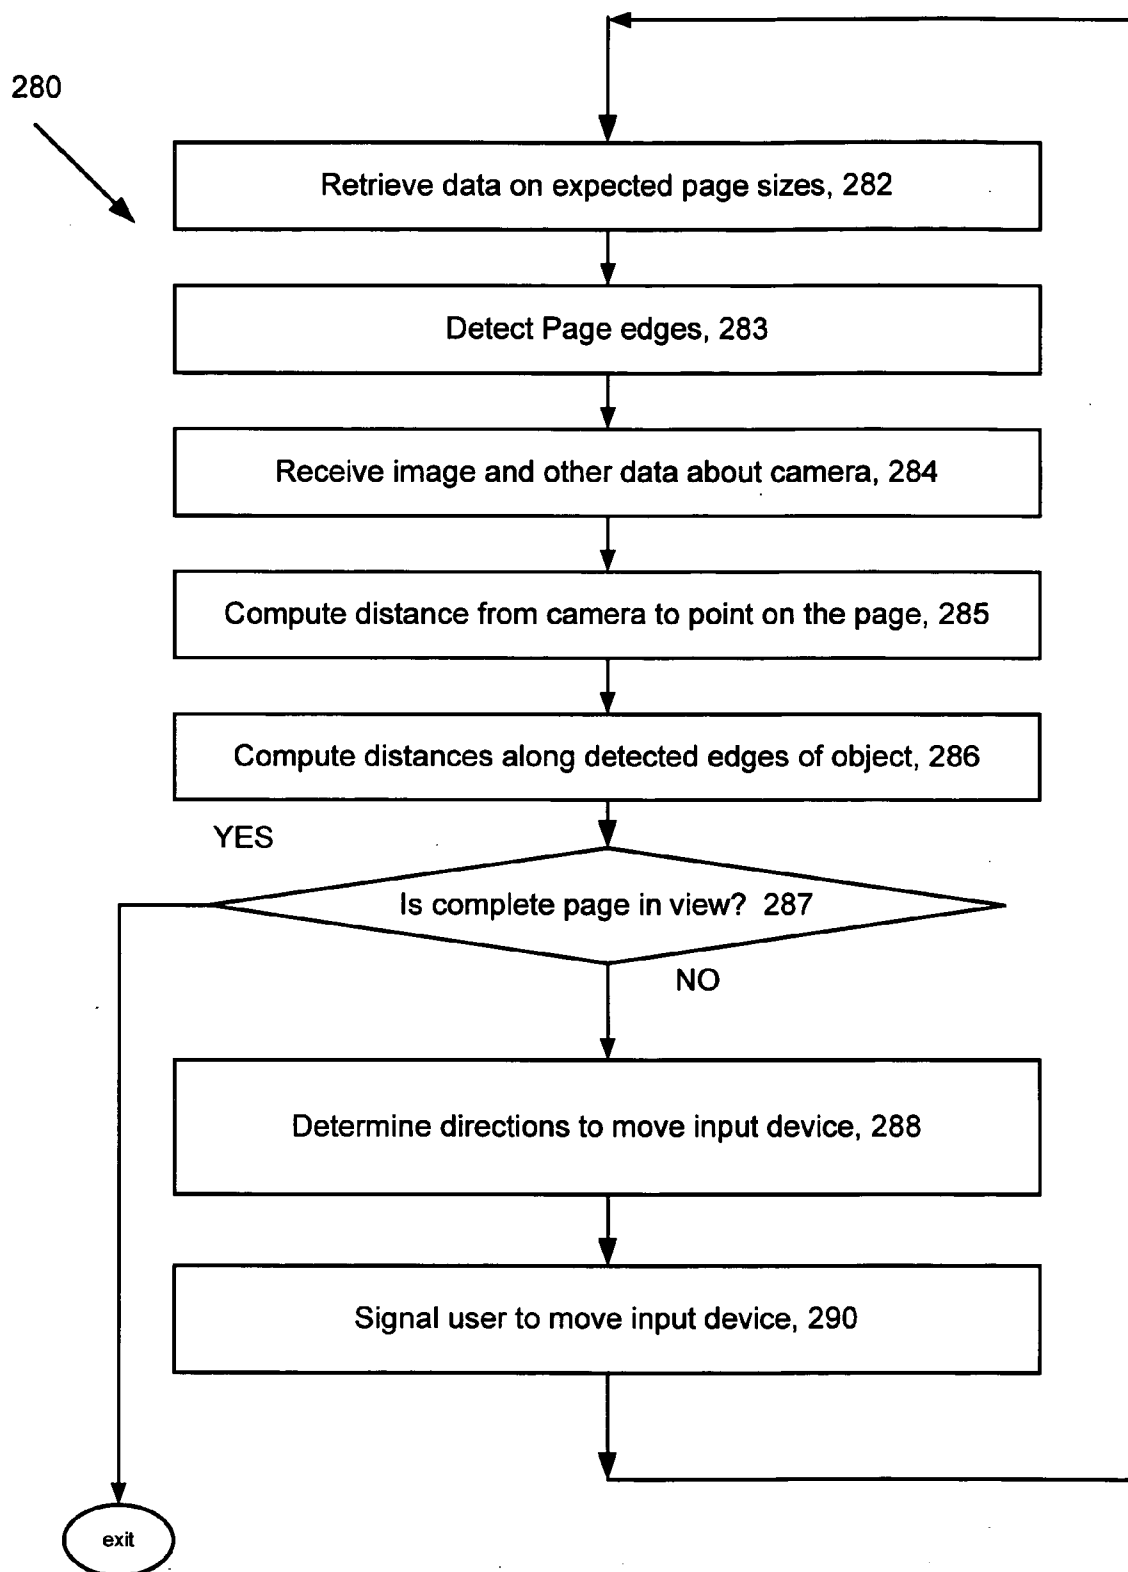 280
Retrieve data on expected page sizes, 282
Detect Page edges, 283
Receive image and other data about camera, 284
Compute distance from camera to point on the page, 285
Compute distances along detected edges of object, 286
YES
Is complete page in view? 287
NO
Determine directions to move input device, 288
Signal user to move input device, 290
exit